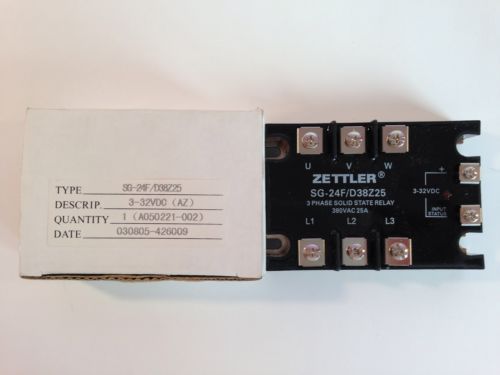 TYPE SG-24F/D38Z25
DESCRIP. 3-32VDC (AZ)
QUANTITY 1 (A050221-002)
DATE 030805-426009
U V W
ZETTLER®
SG-24F/D38Z25
3 PHASE SOLID STATE RELAY
380VAC 25A
L1 L2 L3
+
3-32VDC
INPUT
STATUS